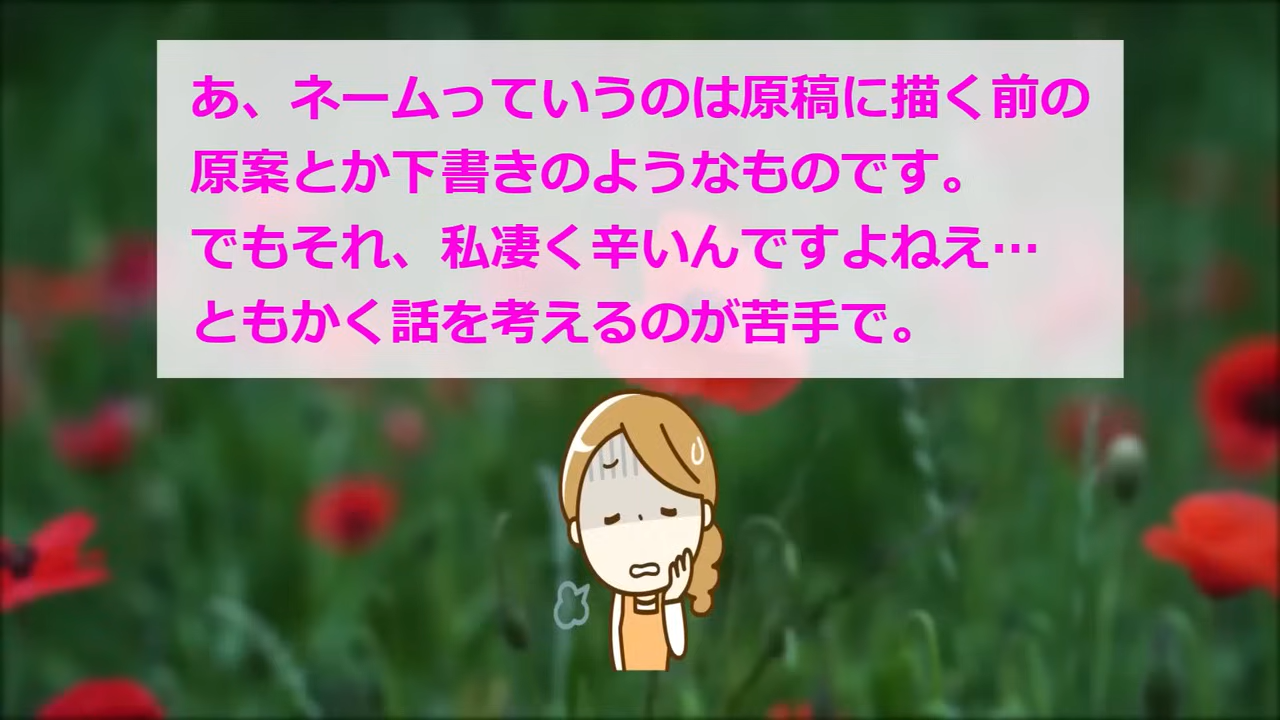 あ、ネームっていうのは原稿に描く前の
原案とか下書きのようなものです。
でもそれ、私凄く辛いんですよねえ…
ともかく話を考えるのが苦手で。